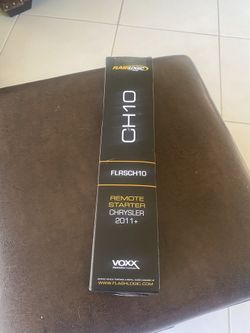 FLASHLOGIC
CH10
FLRSCH10
REMOTE
STARTER
CHRYSLER
2011+
VOXX
WWW.FLASHLOGIC.COM